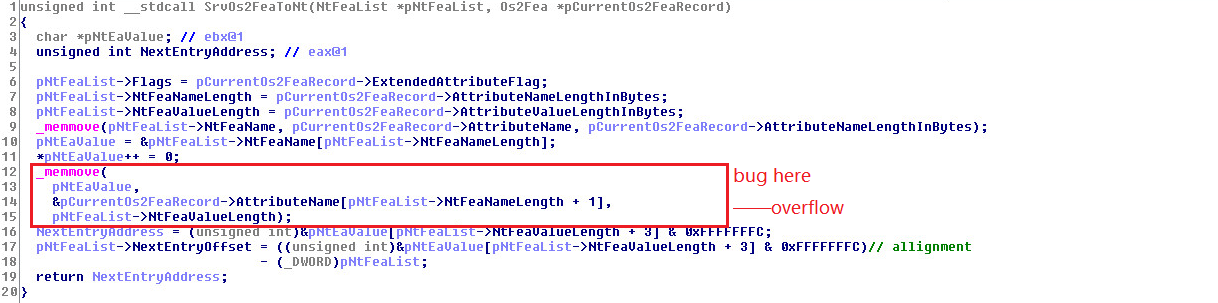 1 unsigned int __stdcall SrvOs2FeaToNt(NtFeaList *pNtFeaList, Os2Fea *pCurrentOs2FeaRecord)
2 {
3 char *pNtEaValue; // ebx@1
4 unsigned int NextEntryAddress; // eax@1
5
6 pNtFeaList->Flags = pCurrentOs2FeaRecord->ExtendedAttributeFlag;
7 pNtFeaList->NtFeaNameLength = pCurrentOs2FeaRecord->AttributeNameLengthInBytes;
8 pNtFeaList->NtFeaValueLength = pCurrentOs2FeaRecord->AttributeValueLengthInBytes;
9 _memmove(pNtFeaList->NtFeaName, pCurrentOs2FeaRecord->AttributeName, pCurrentOs2FeaRecord->AttributeNameLengthInBytes);
10 pNtEaValue = &pNtFeaList->NtFeaName[pNtFeaList->NtFeaNameLength];
11 *pNtEaValue++ = 0;
12 _memmove(
13 pNtEaValue,
bug here
14 &pCurrentOs2FeaRecord->AttributeName[pNtFeaList->NtFeaNameLength + 1],
15 pNtFeaList->NtFeaValueLength);
——overflow
16 NextEntryAddress = (unsigned int)&pNtEaValue[pNtFeaList->NtFeaValueLength + 3] & 0xFFFFFFFC;
17 pNtFeaList->NextEntryOffset = ((unsigned int)&pNtEaValue[pNtFeaList->NtFeaValueLength + 3] & 0xFFFFFFFC)// allignment
18 - (_DWORD)pNtFeaList;
19 return NextEntryAddress;
20 }